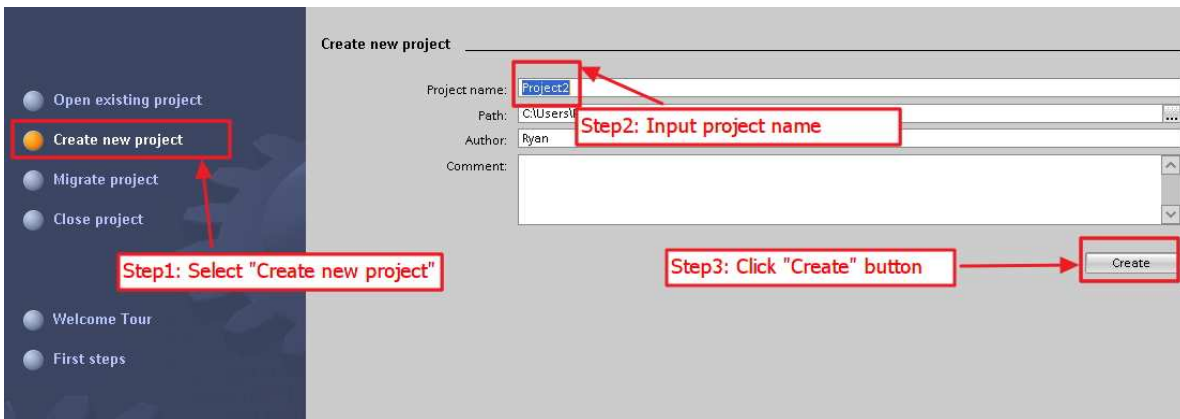 Create new project
Open existing project
Create new project
Migrate project
Close project
Welcome Tour
First steps
Project name: Project2
Path: C:\Users\
Author: Ryan
Comment:
...
Create
Step1: Select "Create new project"
Step2: Input project name
Step3: Click "Create" button